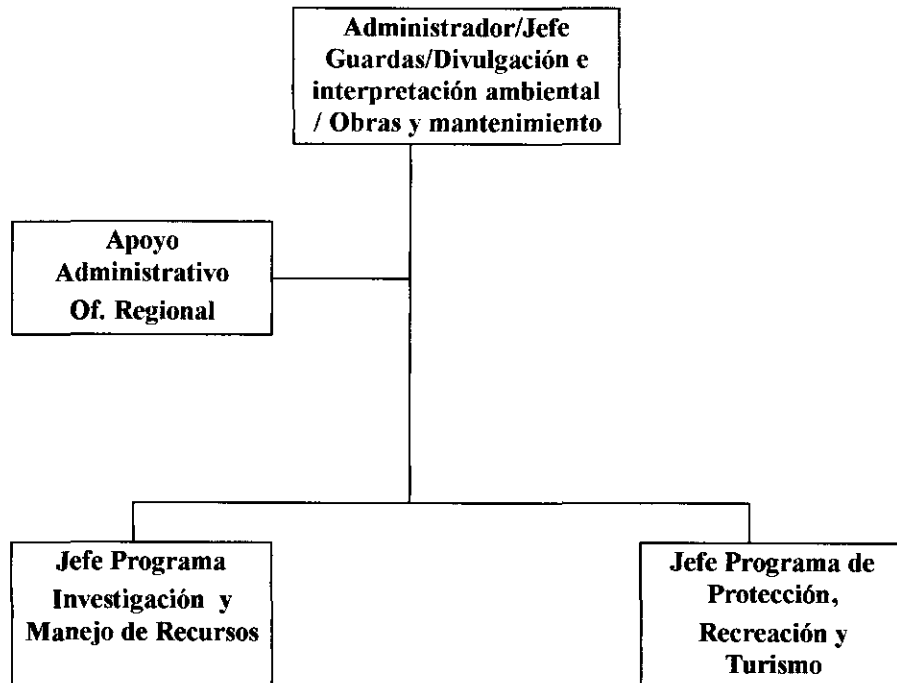 Administrador/Jefe
Guardas/Divulgación e
interpretación ambiental
/ Obras y mantenimiento
Apoyo
Administrativo
Of. Regional
Jefe Programa
Investigación y
Manejo de Recursos
Jefe Programa de
Protección,
Recreación y
Turismo